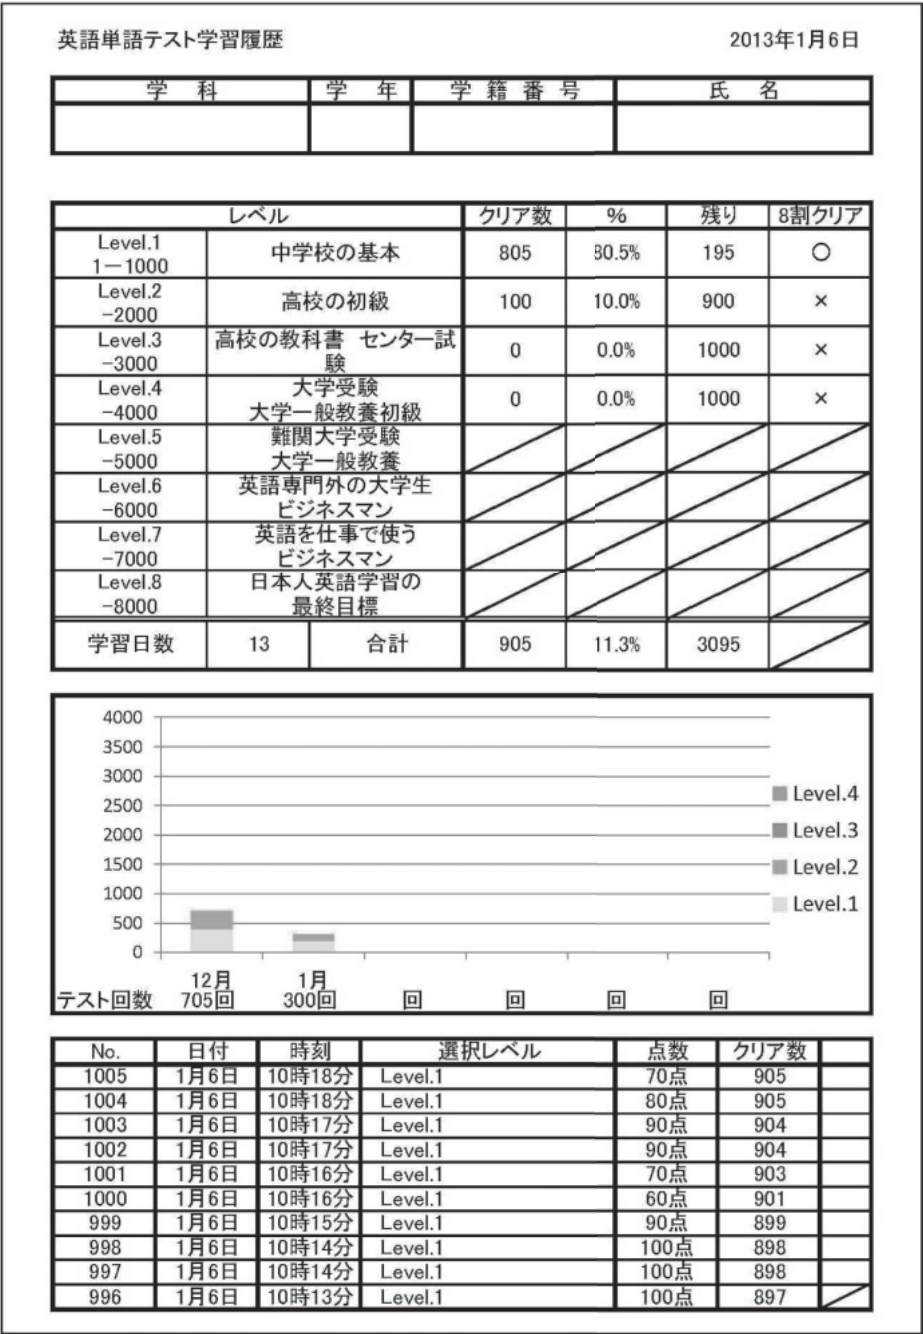 英語単語テスト学習履歴 2013年1月6日
学 科 学 年 学 籍 番 号 氏 名
レベル クリア数 % 残り 8割クリア
Level.1 1－1000 中学校の基本 805 80.5% 195 ○
Level.2 -2000 高校の初級 100 10.0% 900 ×
Level.3 -3000 高校の教科書 センター試験 0 0.0% 1000 ×
Level.4 -4000 大学受験 大学一般教養初級 0 0.0% 1000 ×
Level.5 -5000 難関大学受験 大学一般教養
Level.6 -6000 英語専門外の大学生 ビジネスマン
Level.7 -7000 英語を仕事で使う ビジネスマン
Level.8 -8000 日本人英語学習の 最終目標
学習日数 13 合計 905 11.3% 3095
4000
3500
3000
2500
2000
1500
1000
500
0
Level.4
Level.3
Level.2
Level.1
12月 1月
テスト回数 705回 300回 回 回 回 回
No. 日付 時刻 選択レベル 点数 クリア数
1005 1月6日 10時18分 Level.1 70点 905
1004 1月6日 10時18分 Level.1 80点 905
1003 1月6日 10時17分 Level.1 90点 904
1002 1月6日 10時17分 Level.1 90点 904
1001 1月6日 10時16分 Level.1 70点 903
1000 1月6日 10時16分 Level.1 60点 901
999 1月6日 10時15分 Level.1 90点 899
998 1月6日 10時14分 Level.1 100点 898
997 1月6日 10時14分 Level.1 100点 898
996 1月6日 10時13分 Level.1 100点 897